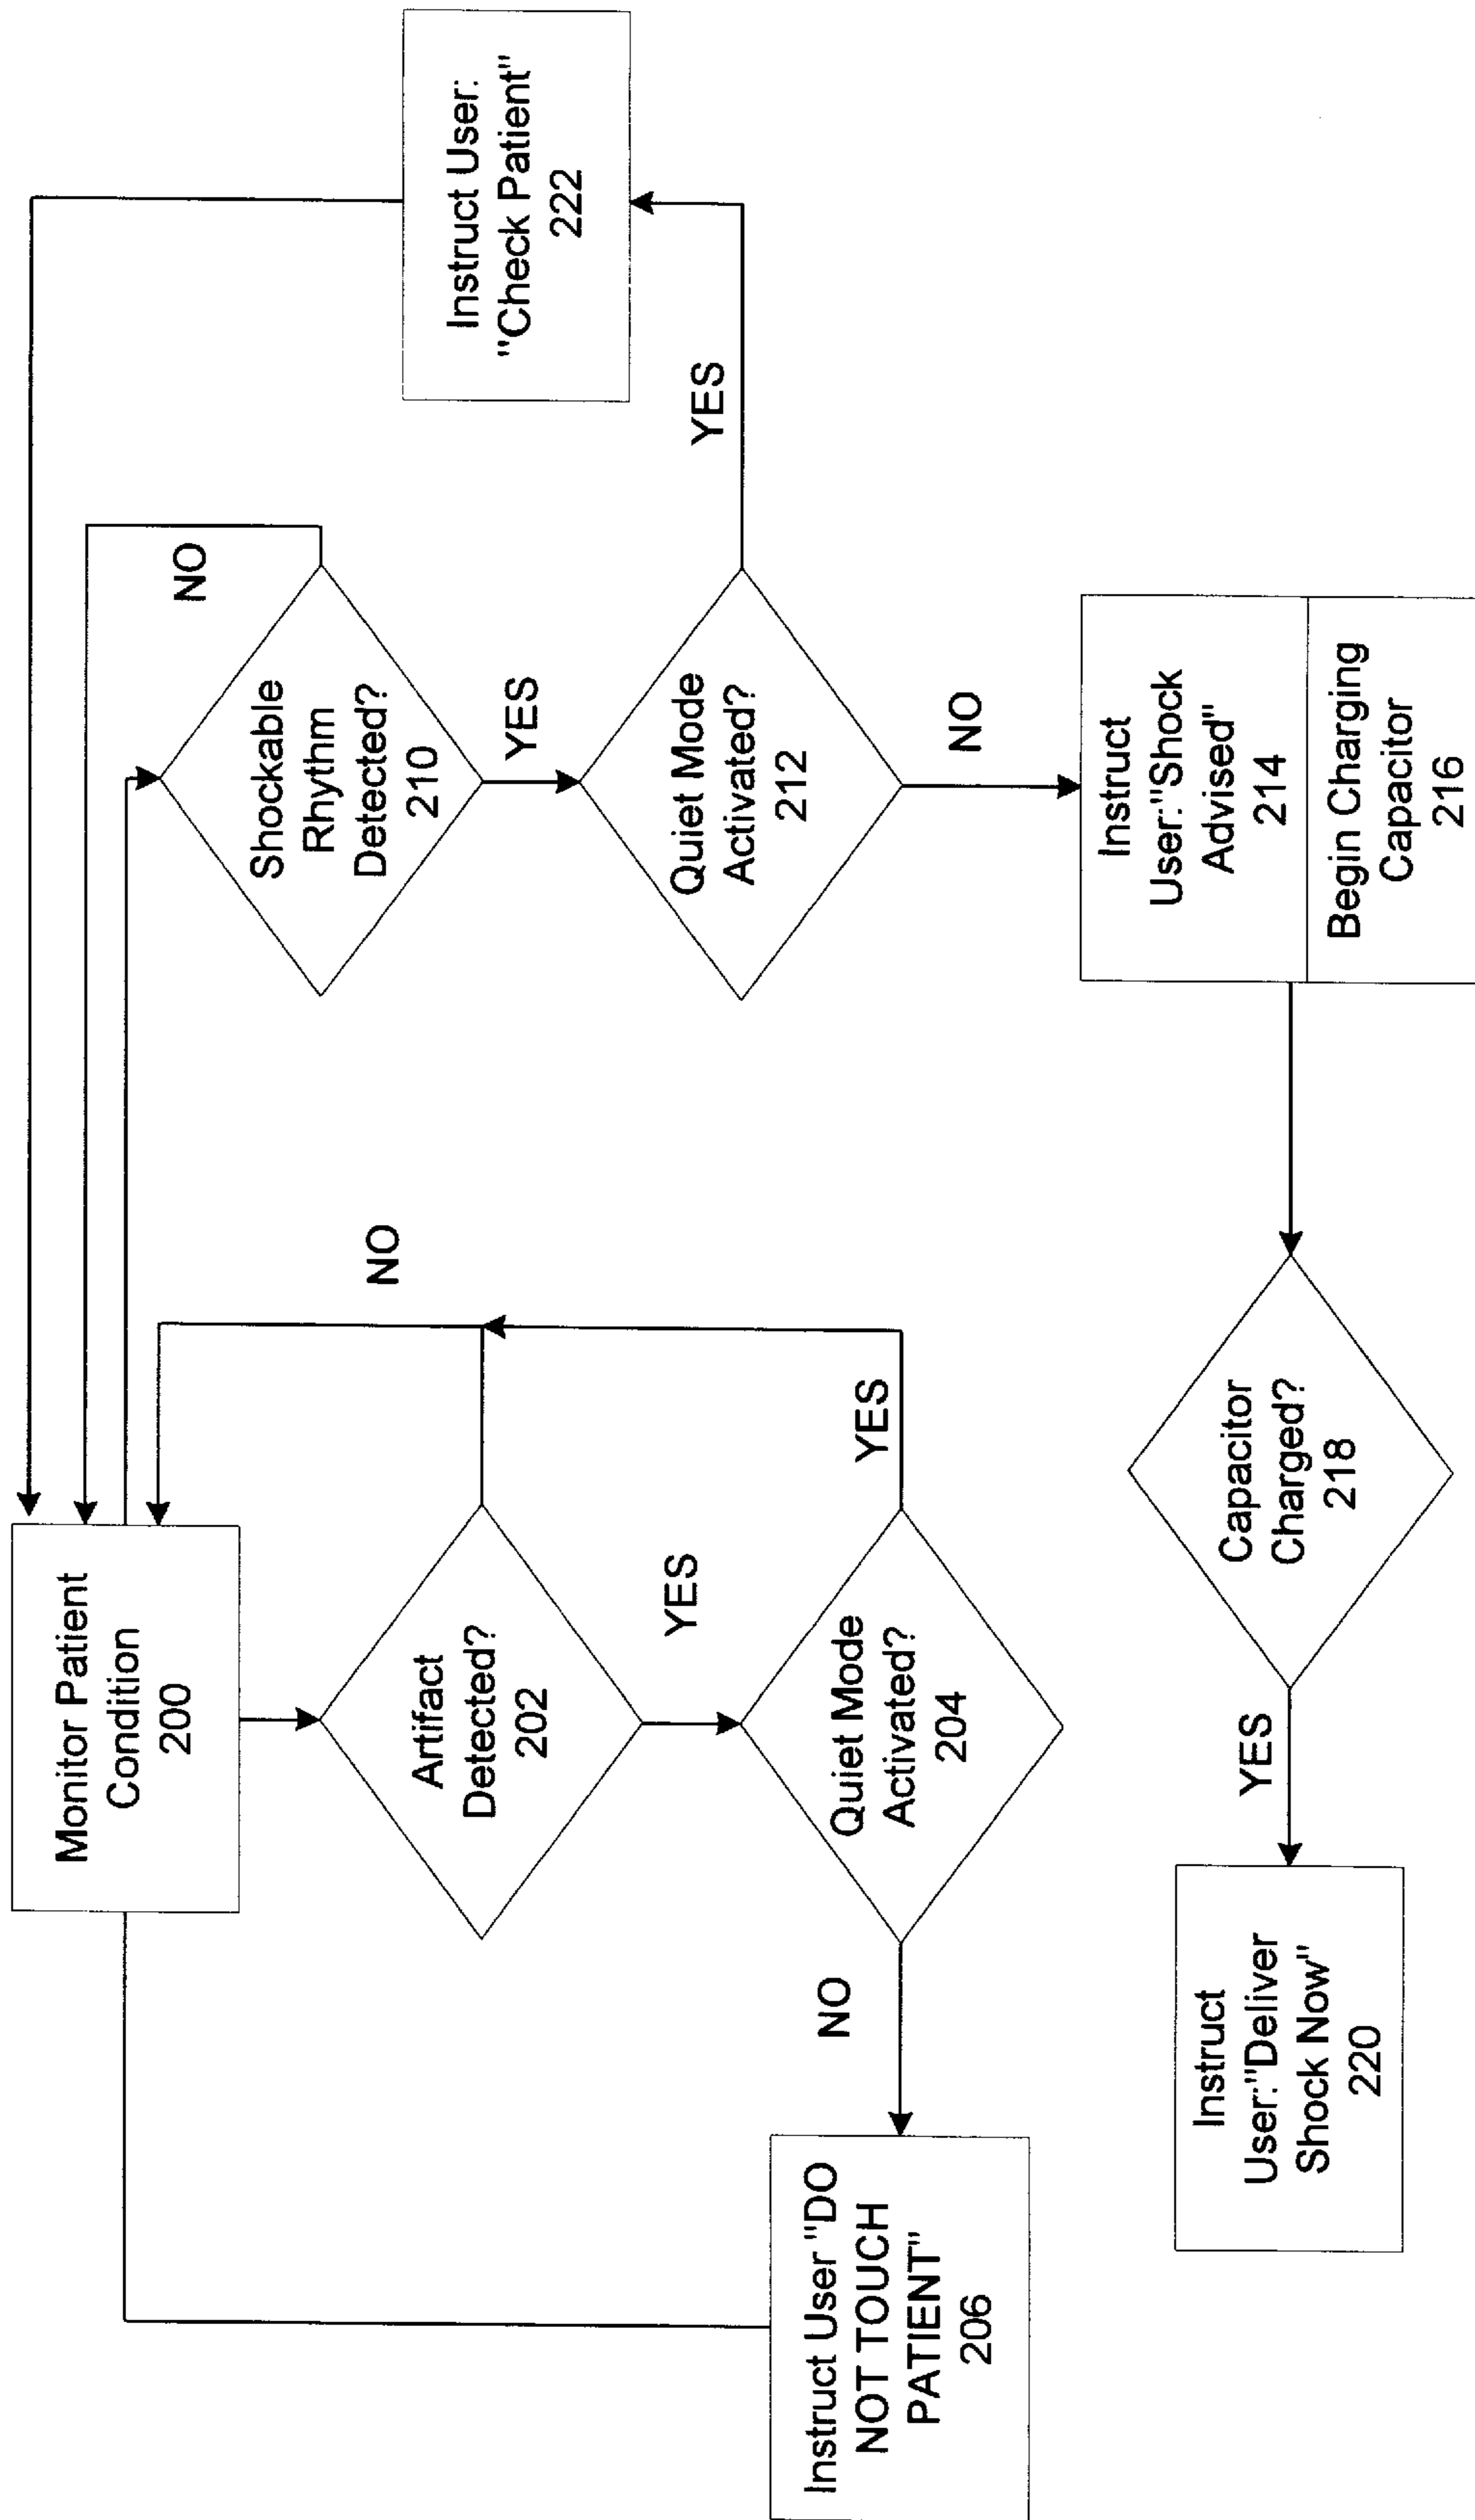 Monitor Patient
Condition
200
Artifact
Detected?
202
NO
YES
Quiet Mode
Activated?
204
YES
NO
Instruct User "DO
NOT TOUCH
PATIENT"
206
Shockable
Rhythm
Detected?
210
NO
YES
Quiet Mode
Activated?
212
YES
NO
Instruct User:
"Check Patient"
222
Instruct
User:"Shock
Advised"
214
Begin Charging
Capacitor
216
Capacitor
Charged?
218
YES
Instruct
User:"Deliver
Shock Now"
220